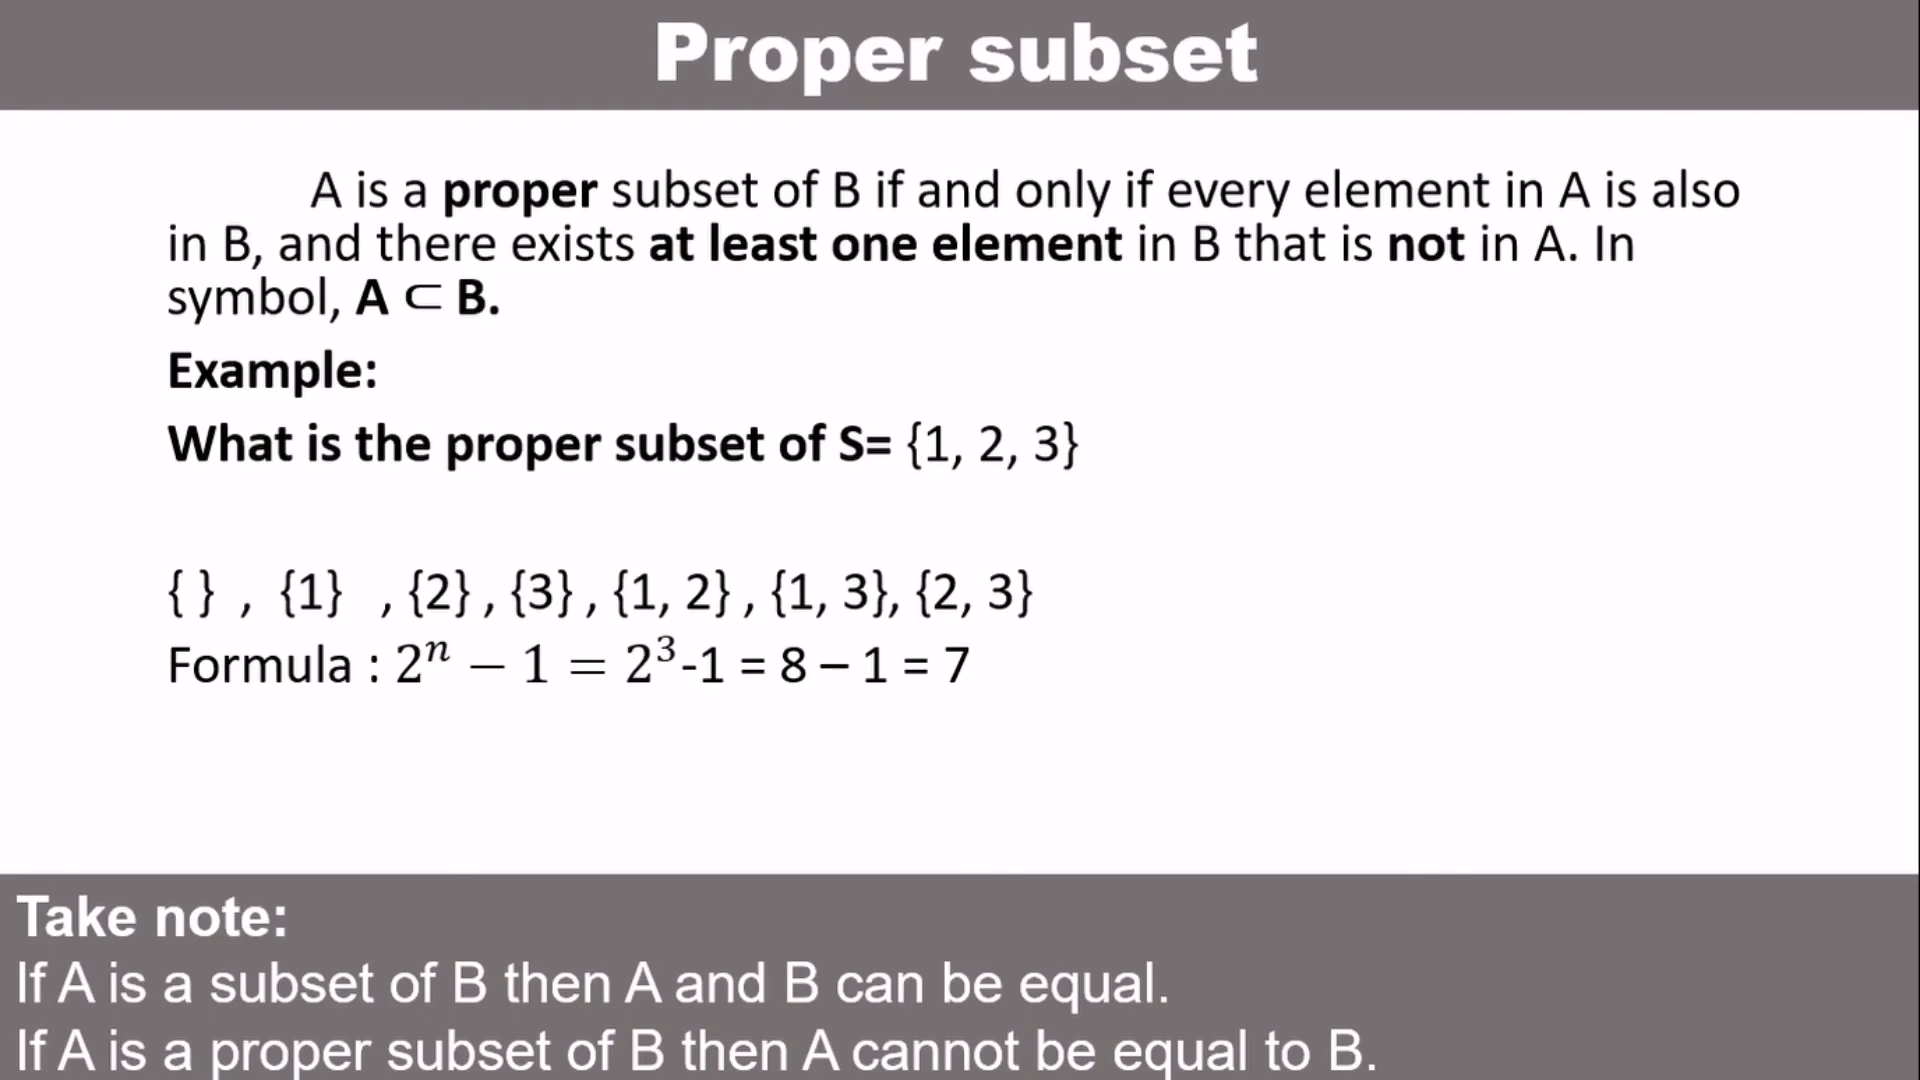 Proper subset
A is a proper subset of B if and only if every element in A is also
in B, and there exists at least one element in B that is not in A. In
symbol, A ⊂ B.
Example:
What is the proper subset of S= {1, 2, 3}
{ } , {1} , {2} , {3} , {1, 2} , {1, 3}, {2, 3}
Formula : 2ⁿ − 1 = 2³-1 = 8 – 1 = 7
Take note:
If A is a subset of B then A and B can be equal.
If A is a proper subset of B then A cannot be equal to B.